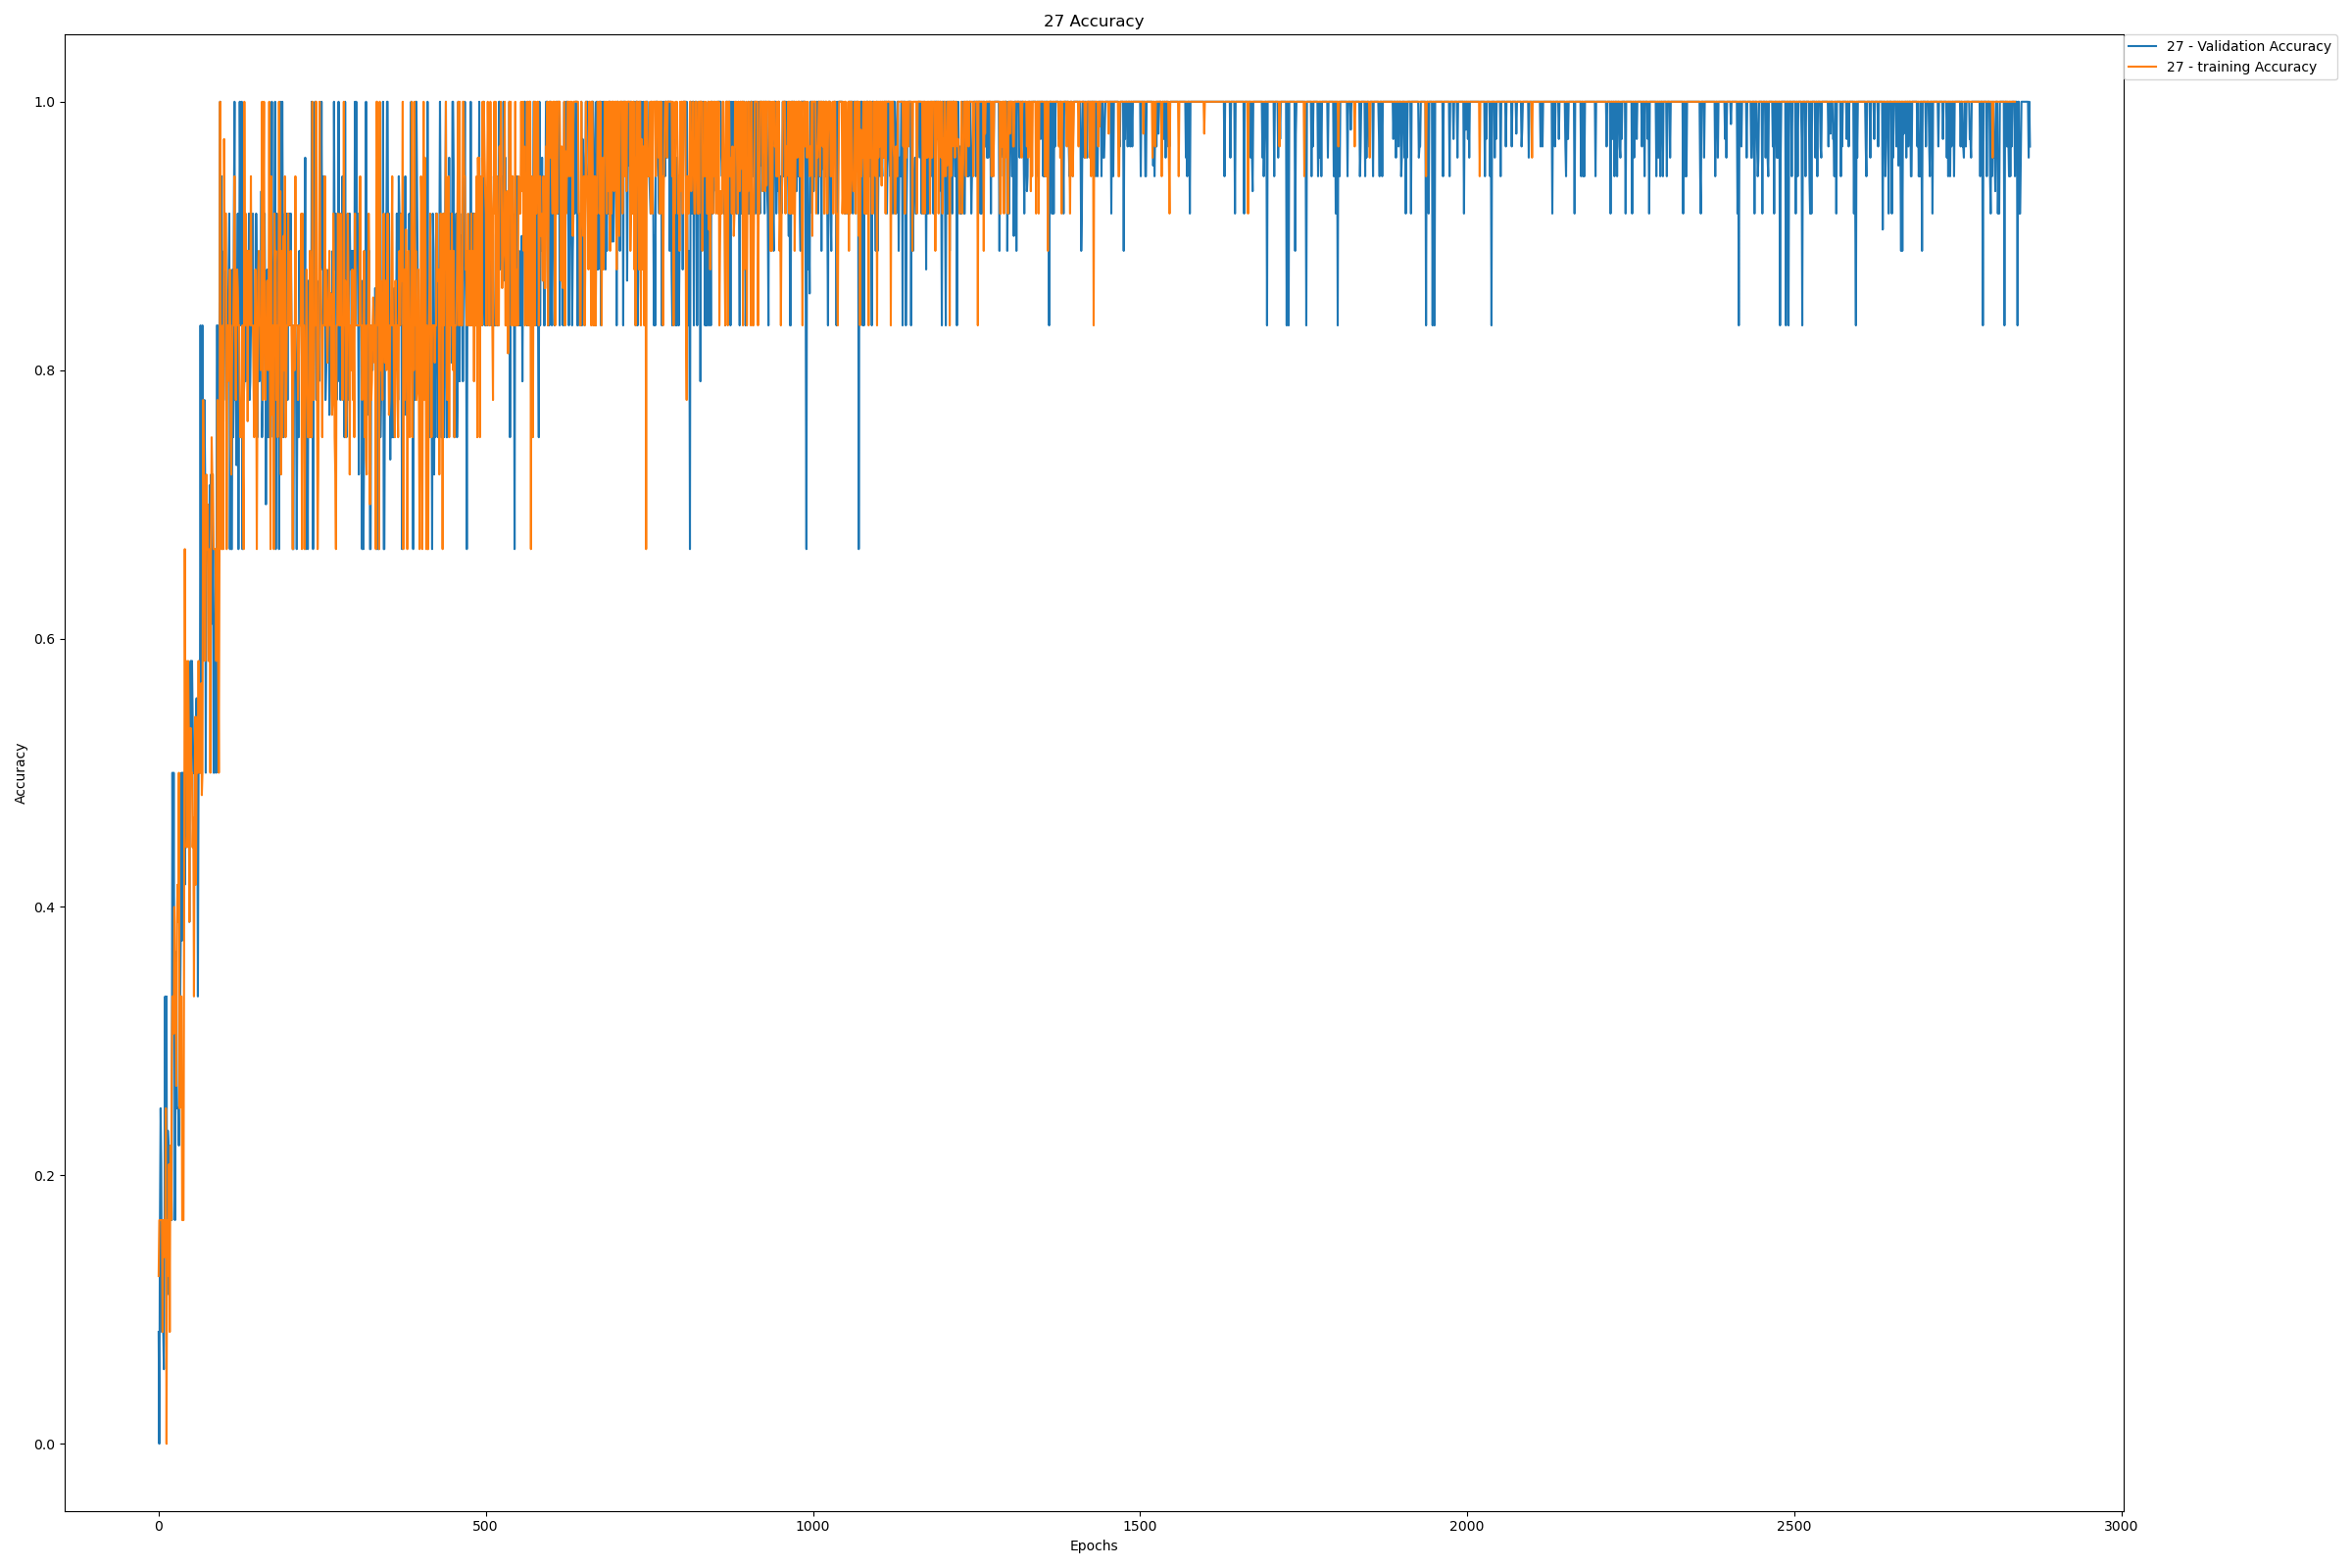 27 Accuracy
27 - Validation Accuracy
27 - training Accuracy
1.0
0.8
0.6
0.4
0.2
0.0
Accuracy
0 500 1000 1500 2000 2500 3000
Epochs